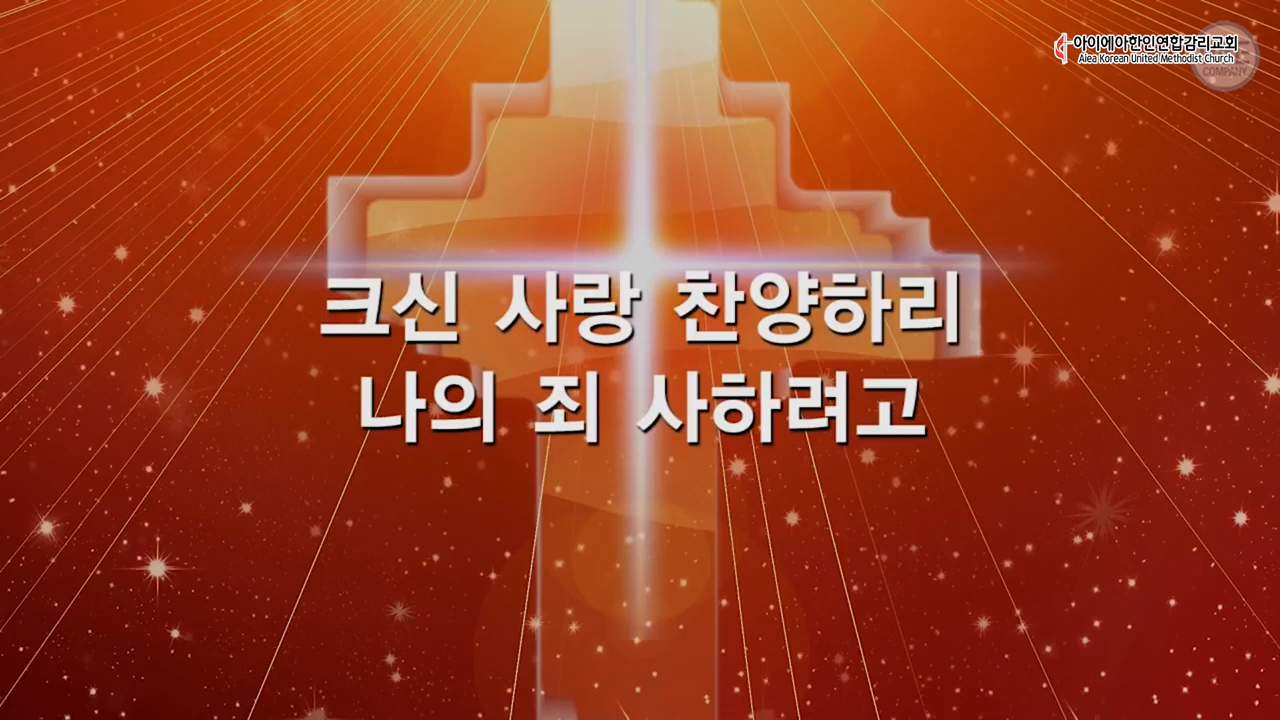 아이에아한인연합감리교회
Aiea Korean United Methodist Church
COMPANY
크신 사랑 찬양하리
나의 죄 사하려고